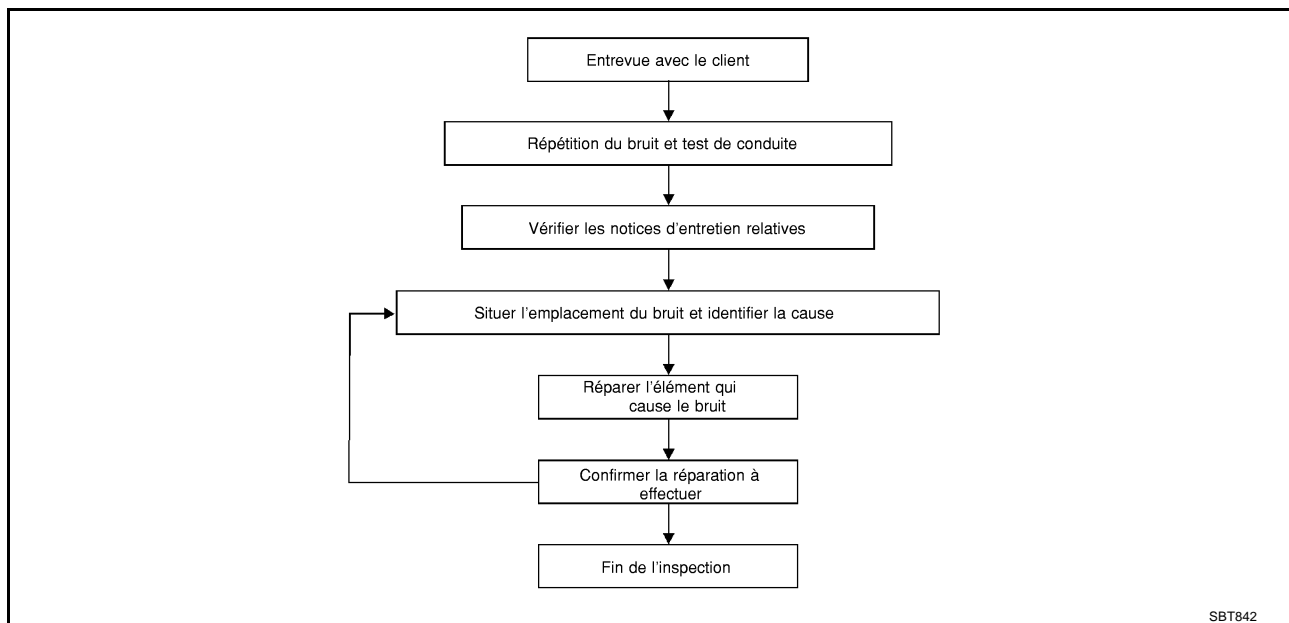 Entrevue avec le client
Répétition du bruit et test de conduite
Vérifier les notices d'entretien relatives
Situer l'emplacement du bruit et identifier la cause
Réparer l'élément qui
cause le bruit
Confirmer la réparation à
effectuer
Fin de l'inspection
SBT842